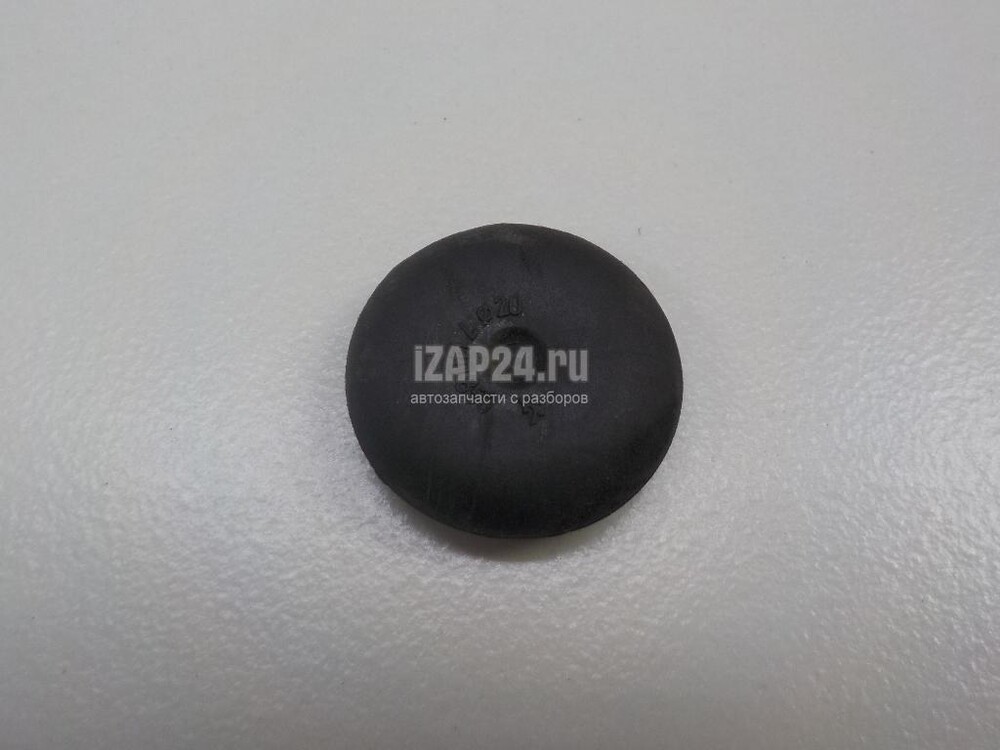 iZAP24.ru
автозапчасти с разборов